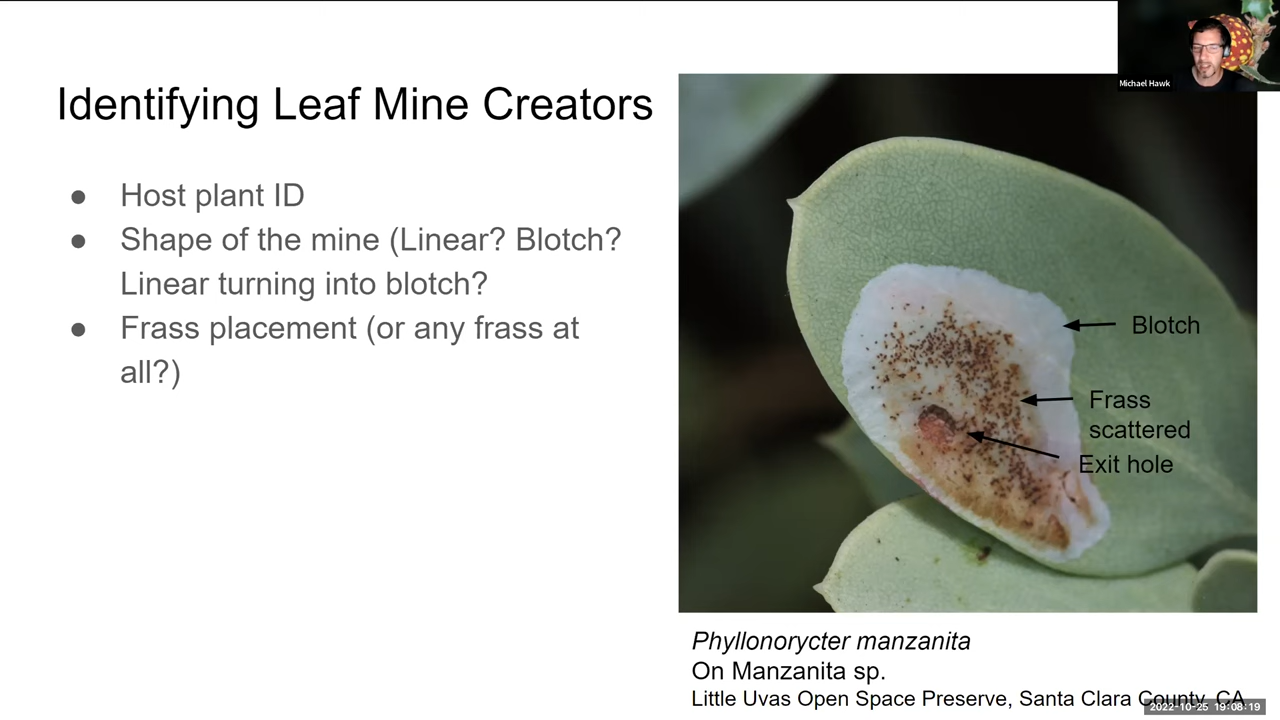 Identifying Leaf Mine Creators
● Host plant ID
● Shape of the mine (Linear? Blotch?
Linear turning into blotch?
● Frass placement (or any frass at
all?)
Michael Hawk
Blotch
Frass
scattered
Exit hole
Phyllonorycter manzanita
On Manzanita sp.
Little Uvas Open Space Preserve, Santa Clara County, CA
2022-10-25 19:08:19